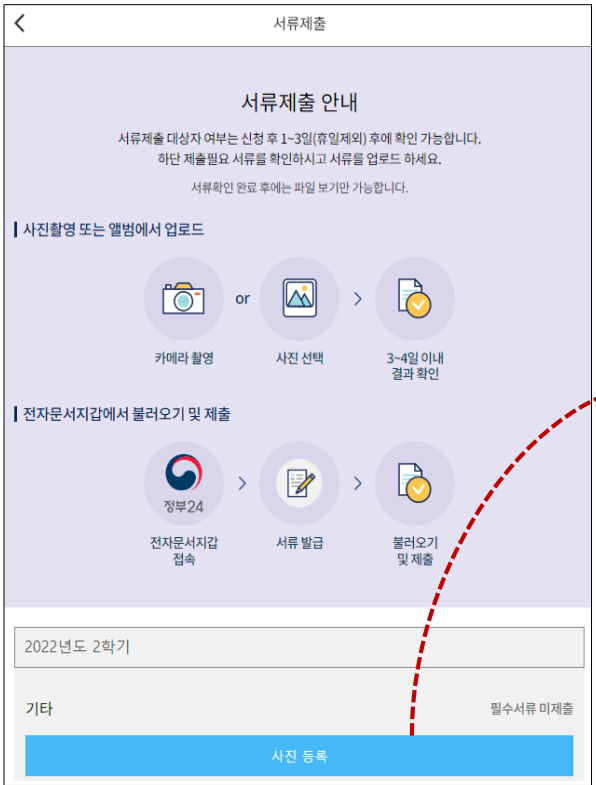 서류제출
서류제출 안내
서류제출 대상자 여부는 신청 후 1~3일(휴일제외) 후에 확인 가능합니다.
하단 제출필요 서류를 확인하시고 서류를 업로드 하세요.
서류확인 완료 후에는 파일 보기만 가능합니다.
사진촬영 또는 앨범에서 업로드
or
카메라 촬영
사진 선택
3~4일 이내
결과 확인
전자문서지갑에서 불러오기 및 제출
정부24
전자문서지갑
접속
서류 발급
불러오기
및 제출
2022년도 2학기
기타
필수서류 미제출
사진 등록